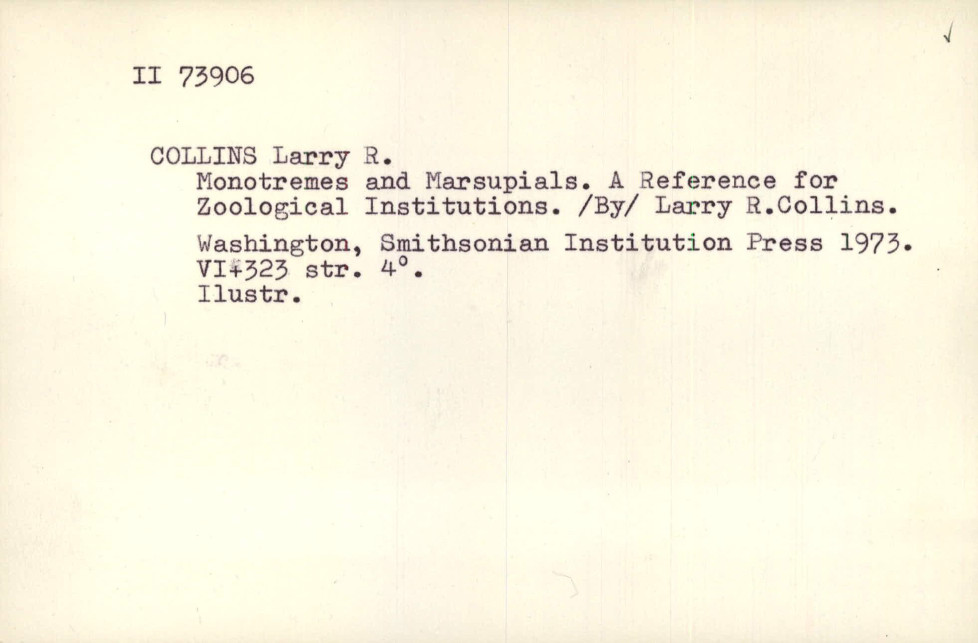 II 73906
COLLINS Larry R.
Monotremes and Marsupials. A Reference for
Zoological Institutions. /By/ Larry R.Collins.
Washington, Smithsonian Institution Press 1973.
VI+323 str. 4°.
Ilustr.